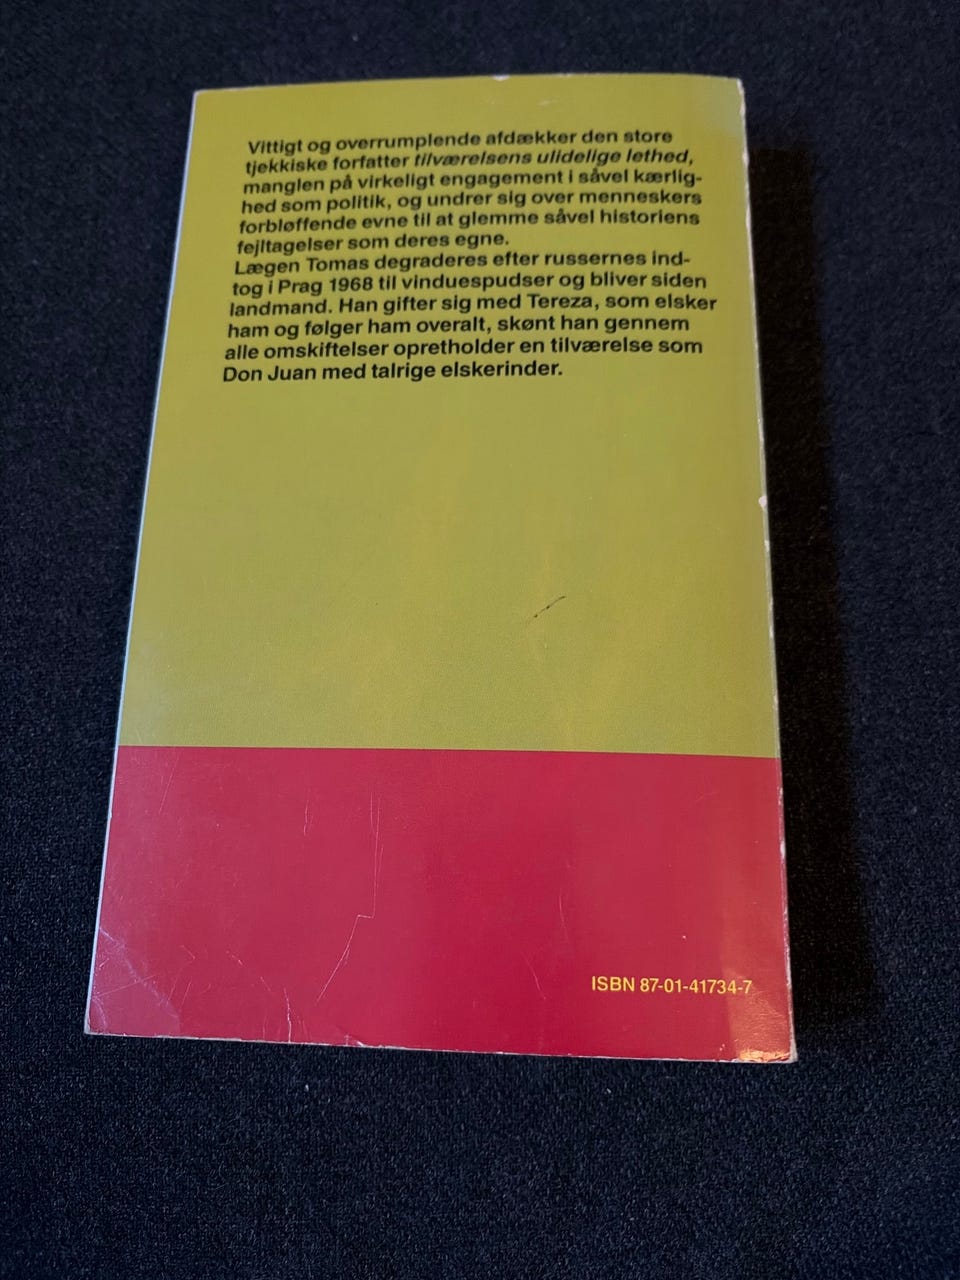 Vittigt og overrumplende afdækker den store
tjekkiske forfatter tilværelsens ulidelige lethed,
manglen på virkeligt engagement i såvel kærlig-
hed som politik, og undrer sig over menneskers
forbløffende evne til at glemme såvel historiens
fejltagelser som deres egne.
Lægen Tomas degraderes efter russernes ind-
tog i Prag 1968 til vinduespudser og bliver siden
landmand. Han gifter sig med Tereza, som elsker
ham og følger ham overalt, skønt han gennem
alle omskiftelser opretholder en tilværelse som
Don Juan med talrige elskerinder.
ISBN 87-01-41734-7